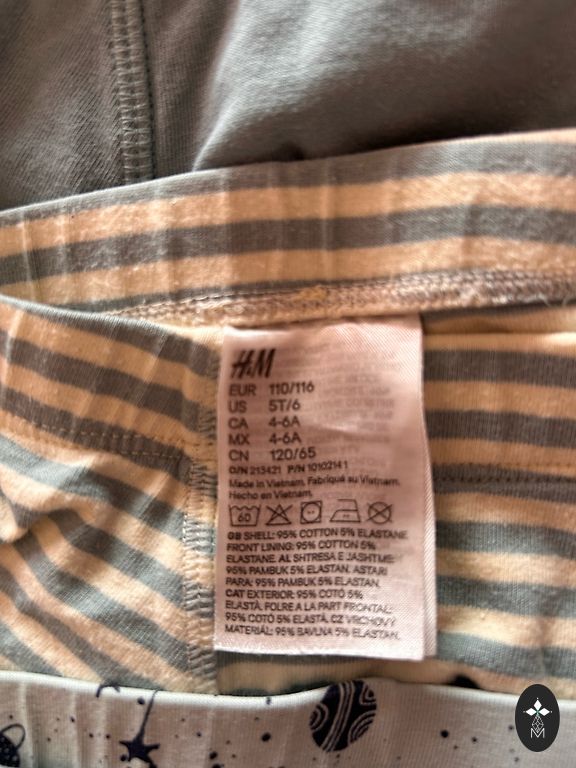 H&M
EUR 110/116
US 5T/6
CA 4-6A
MX 4-6A
CN 120/65
O/N 213421 P/N 10102141
Made in Vietnam. Fabriqué au Vietnam.
Hecho en Vietnam.
60
GB SHELL: 95% COTTON 5% ELASTANE.
FRONT LINING: 95% COTTON 5%
ELASTANE. AL SHTRESA E JASHTME:
95% PAMBUK 5% ELASTAN. ASTARI
PARA: 95% PAMBUK 5% ELASTAN.
CAT EXTERIOR: 95% COTÓ 5%
ELASTÀ. FOLRE A LA PART FRONTAL:
95% COTÓ 5% ELASTÀ. CZ VRCHOVÝ
MATERIÁL: 95% BAVLNA 5% ELASTAN.
M